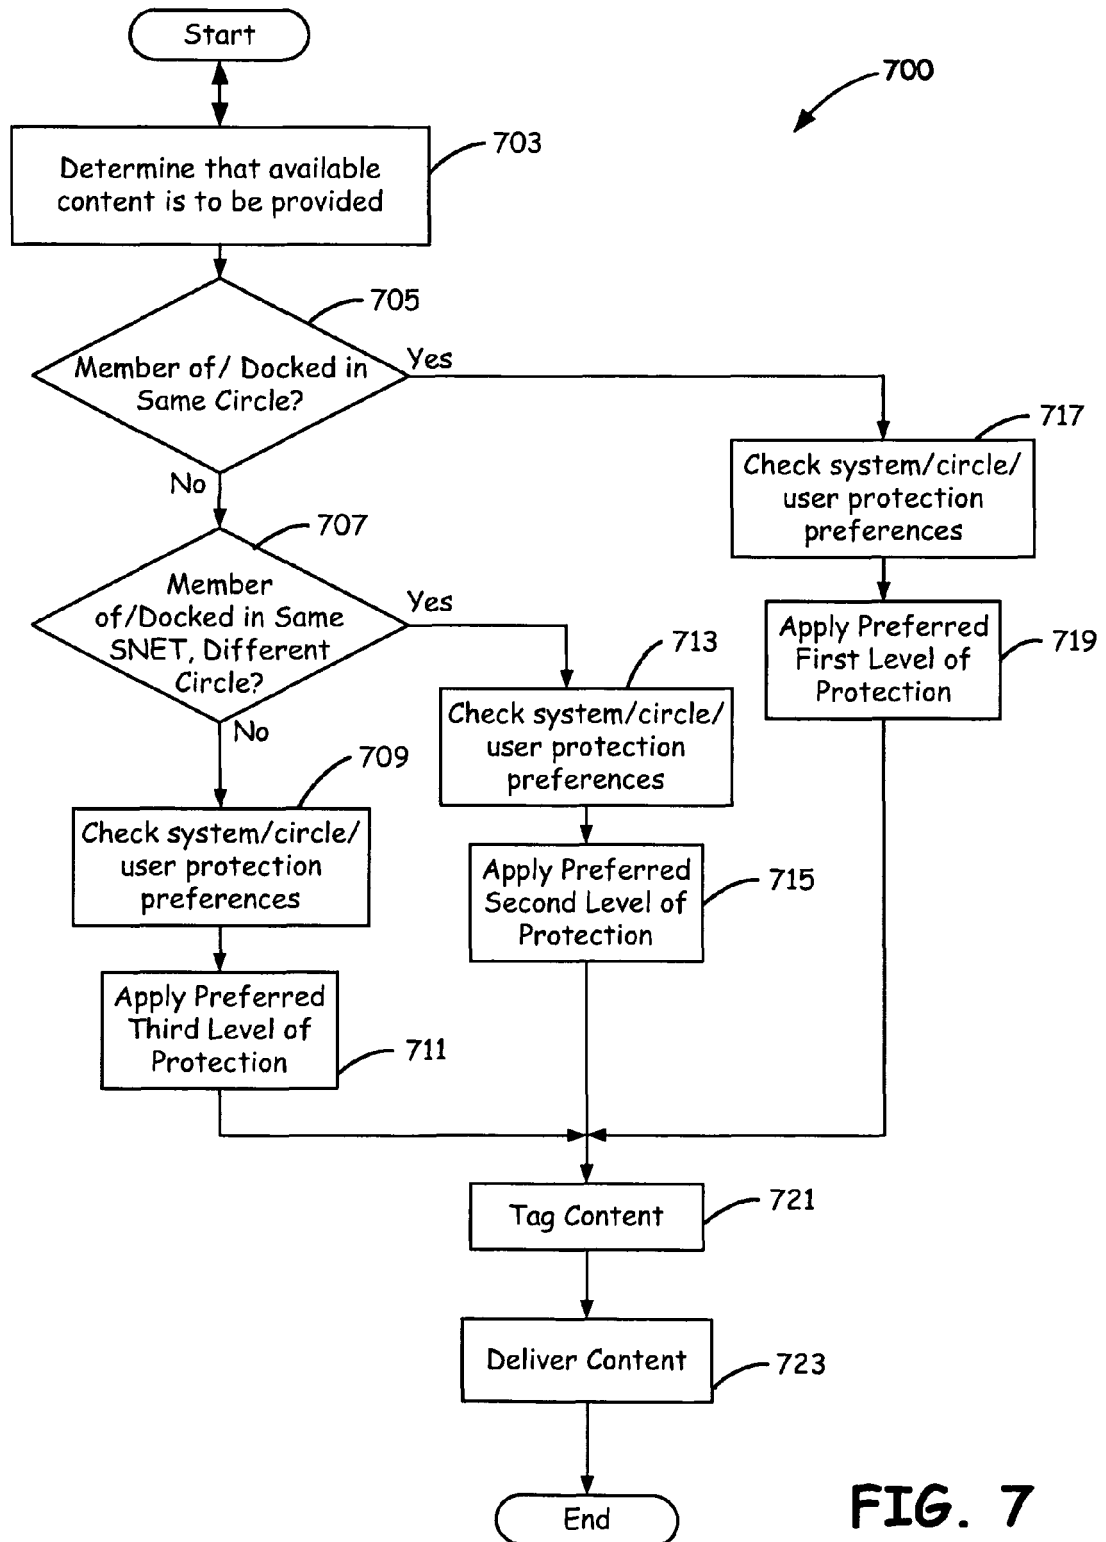 Start
700
703
Determine that available
content is to be provided
705
Member of/ Docked in
Same Circle?
Yes
No
717
Check system/circle/
user protection
preferences
707
Member
of/Docked in Same
SNET, Different
Circle?
Yes
No
Apply Preferred
First Level of
Protection
719
713
Check system/circle/
user protection
preferences
709
Check system/circle/
user protection
preferences
Apply Preferred
Second Level of
Protection
715
Apply Preferred
Third Level of
Protection
711
Tag Content
721
Deliver Content
723
End
FIG. 7